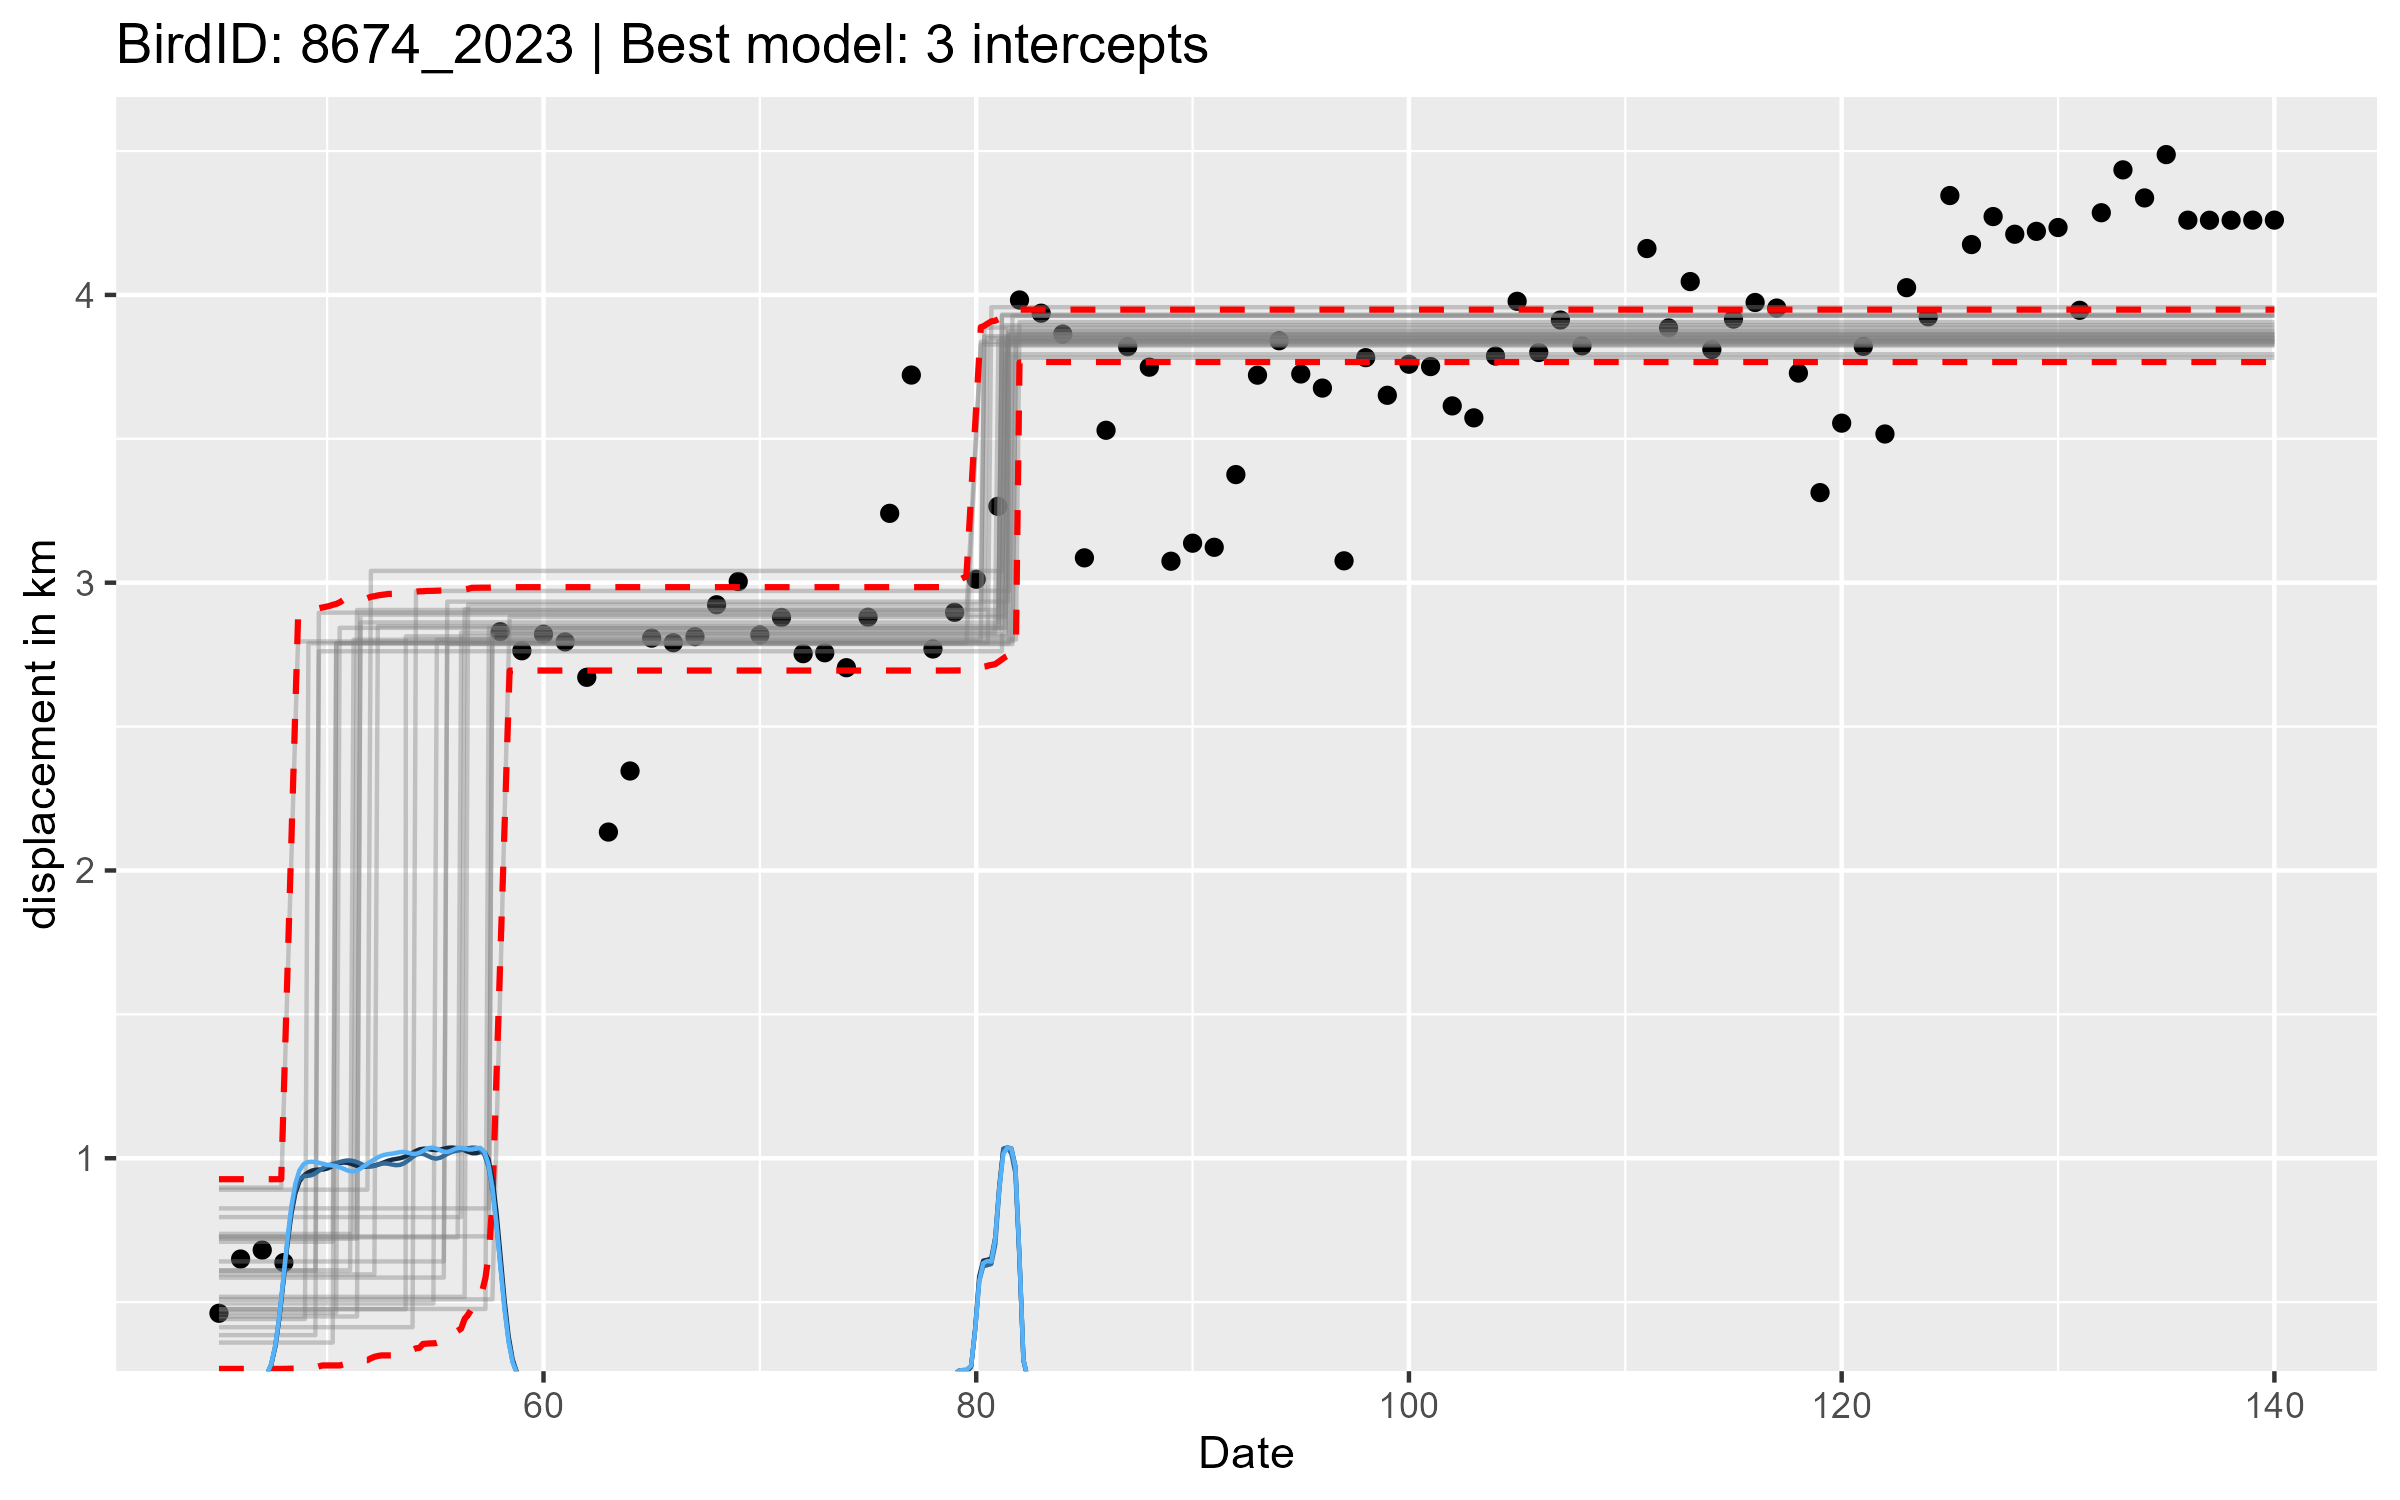 BirdID: 8674_2023 | Best model: 3 intercepts
displacement in km
4
3
2
1
60 80 100 120 140
Date